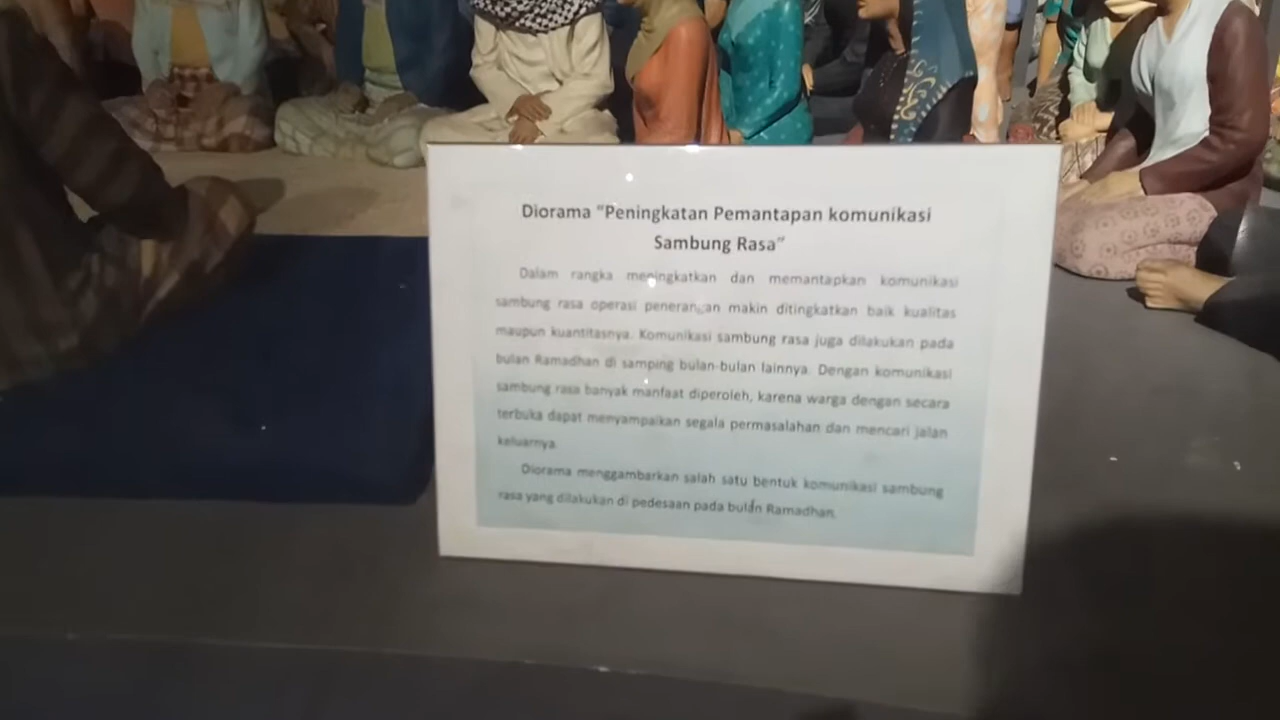 Diorama "Peningkatan Pemantapan komunikasi
Sambung Rasa"
Dalam rangka meningkatkan dan memantapkan komunikasi
sambung rasa operasi penerangan makin ditingkatkan baik kualitas
maupun kuantitasnya. Komunikasi sambung rasa juga dilakukan pada
bulan Ramadhan di samping bulan-bulan lainnya. Dengan komunikasi
sambung rasa banyak manfaat diperoleh, karena warga dengan secara
terbuka dapat menyampaikan segala permasalahan dan mencari jalan
keluarnya.
Diorama menggambarkan salah satu bentuk komunikasi sambung
rasa yang dilakukan di pedesaan pada bulan Ramadhan.